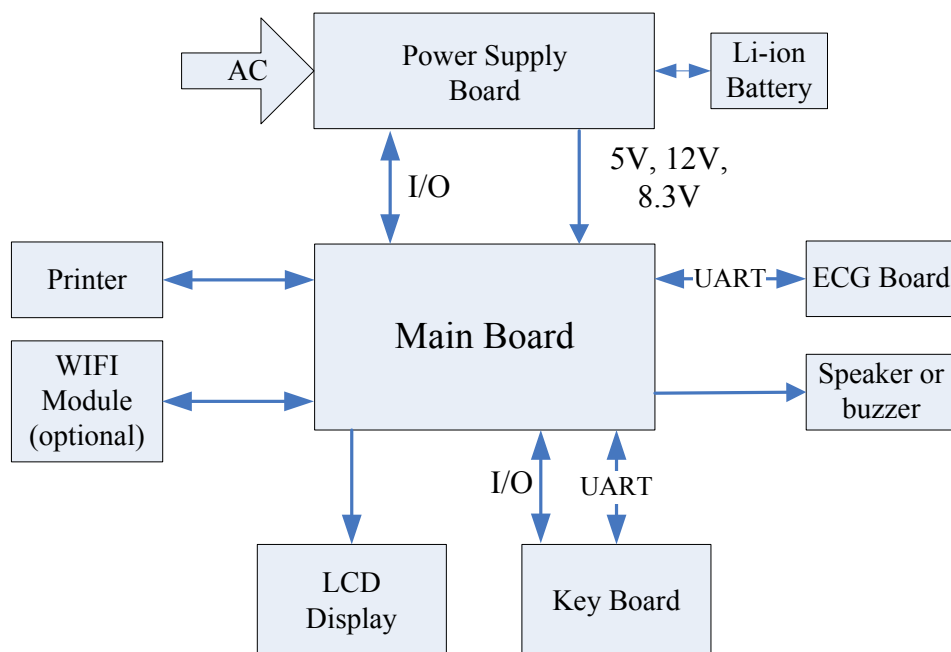 AC
Power Supply
Board
Li-ion
Battery
I/O
5V, 12V,
8.3V
Printer
Main Board
UART
ECG Board
WIFI
Module
(optional)
Speaker or
buzzer
I/O
UART
LCD
Display
Key Board